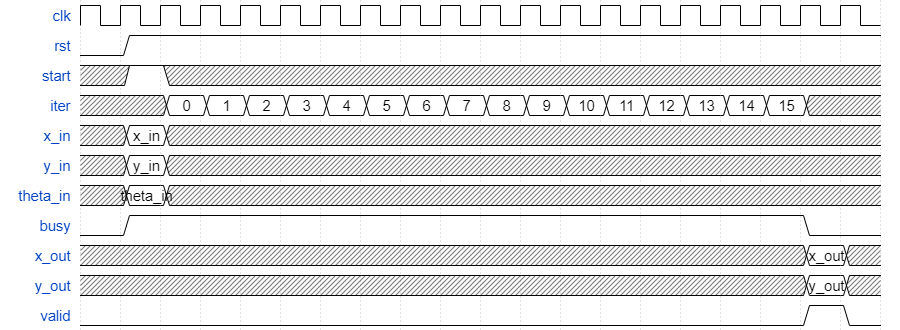 clk
rst
start
iter 0 1 2 3 4 5 6 7 8 9 10 11 12 13 14 15
x_in x_in
y_in y_in
theta_in theta_in
busy
x_out x_out
y_out y_out
valid